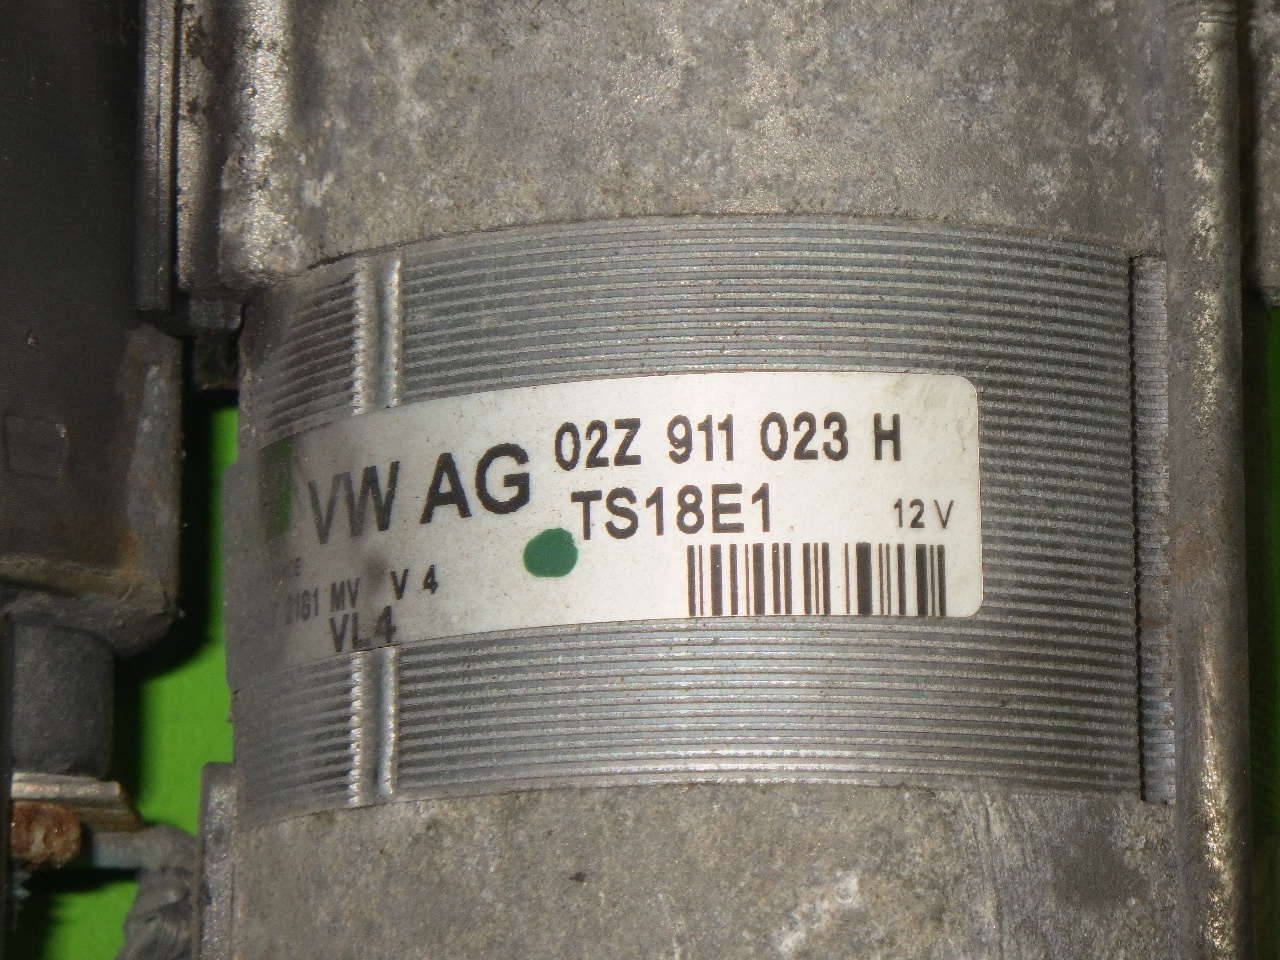 VW AG 02Z 911 023 H
TS18E1 12 V
MV V 4
VL4